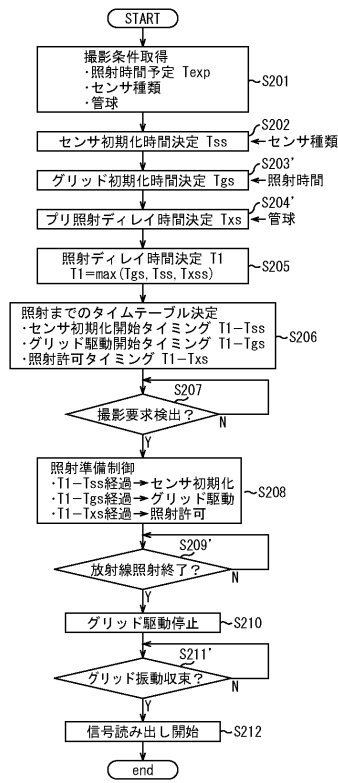 START
撮影条件取得
・照射時間予定 Texp
・センサ種類
・管球
S201
S202
センサ初期化時間決定 Tss
センサ種類
S203'
グリッド初期化時間決定 Tgs
照射時間
S204'
プリ照射ディレイ時間決定 Txs
管球
照射ディレイ時間決定 T1
T1=max(Tgs,Tss,Txss)
S205
照射までのタイムテーブル決定
・センサ初期化開始タイミング T1-Tss
・グリッド駆動開始タイミング T1-Tgs
・照射許可タイミング T1-Txs
S206
S207
撮影要求検出?
N
Y
照射準備制御
・T1-Tss経過→センサ初期化
・T1-Tgs経過→グリッド駆動
・T1-Txs経過→照射許可
S208
S209'
放射線照射終了?
N
Y
グリッド駆動停止
S210
S211'
グリッド振動収束?
N
Y
信号読み出し開始
S212
end